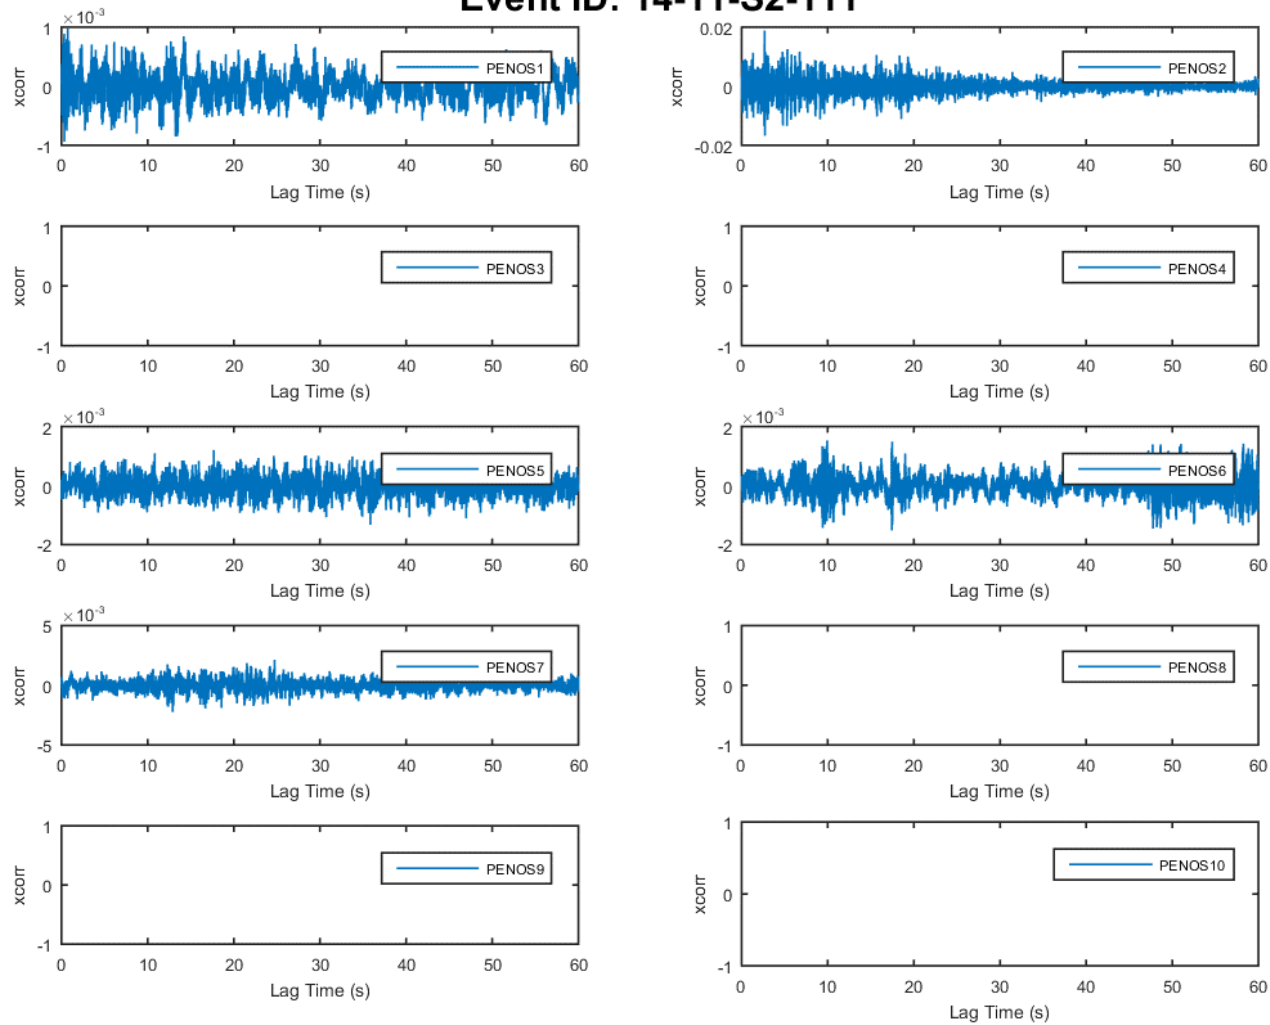 Event ID: 14-11-S2-111
×10-3
1
0
-1
xcorr
PENOS1
0 10 20 30 40 50 60
Lag Time (s)
0.02
0
-0.02
xcorr
PENOS2
0 10 20 30 40 50 60
Lag Time (s)
1
0
-1
xcorr
PENOS3
0 10 20 30 40 50 60
Lag Time (s)
1
0
-1
xcorr
PENOS4
0 10 20 30 40 50 60
Lag Time (s)
×10-3
2
0
-2
xcorr
PENOS5
0 10 20 30 40 50 60
Lag Time (s)
×10-3
2
0
-2
xcorr
PENOS6
0 10 20 30 40 50 60
Lag Time (s)
×10-3
5
0
-5
xcorr
PENOS7
0 10 20 30 40 50 60
Lag Time (s)
1
0
-1
xcorr
PENOS8
0 10 20 30 40 50 60
Lag Time (s)
1
0
-1
xcorr
PENOS9
0 10 20 30 40 50 60
Lag Time (s)
1
0
-1
xcorr
PENOS10
0 10 20 30 40 50 60
Lag Time (s)